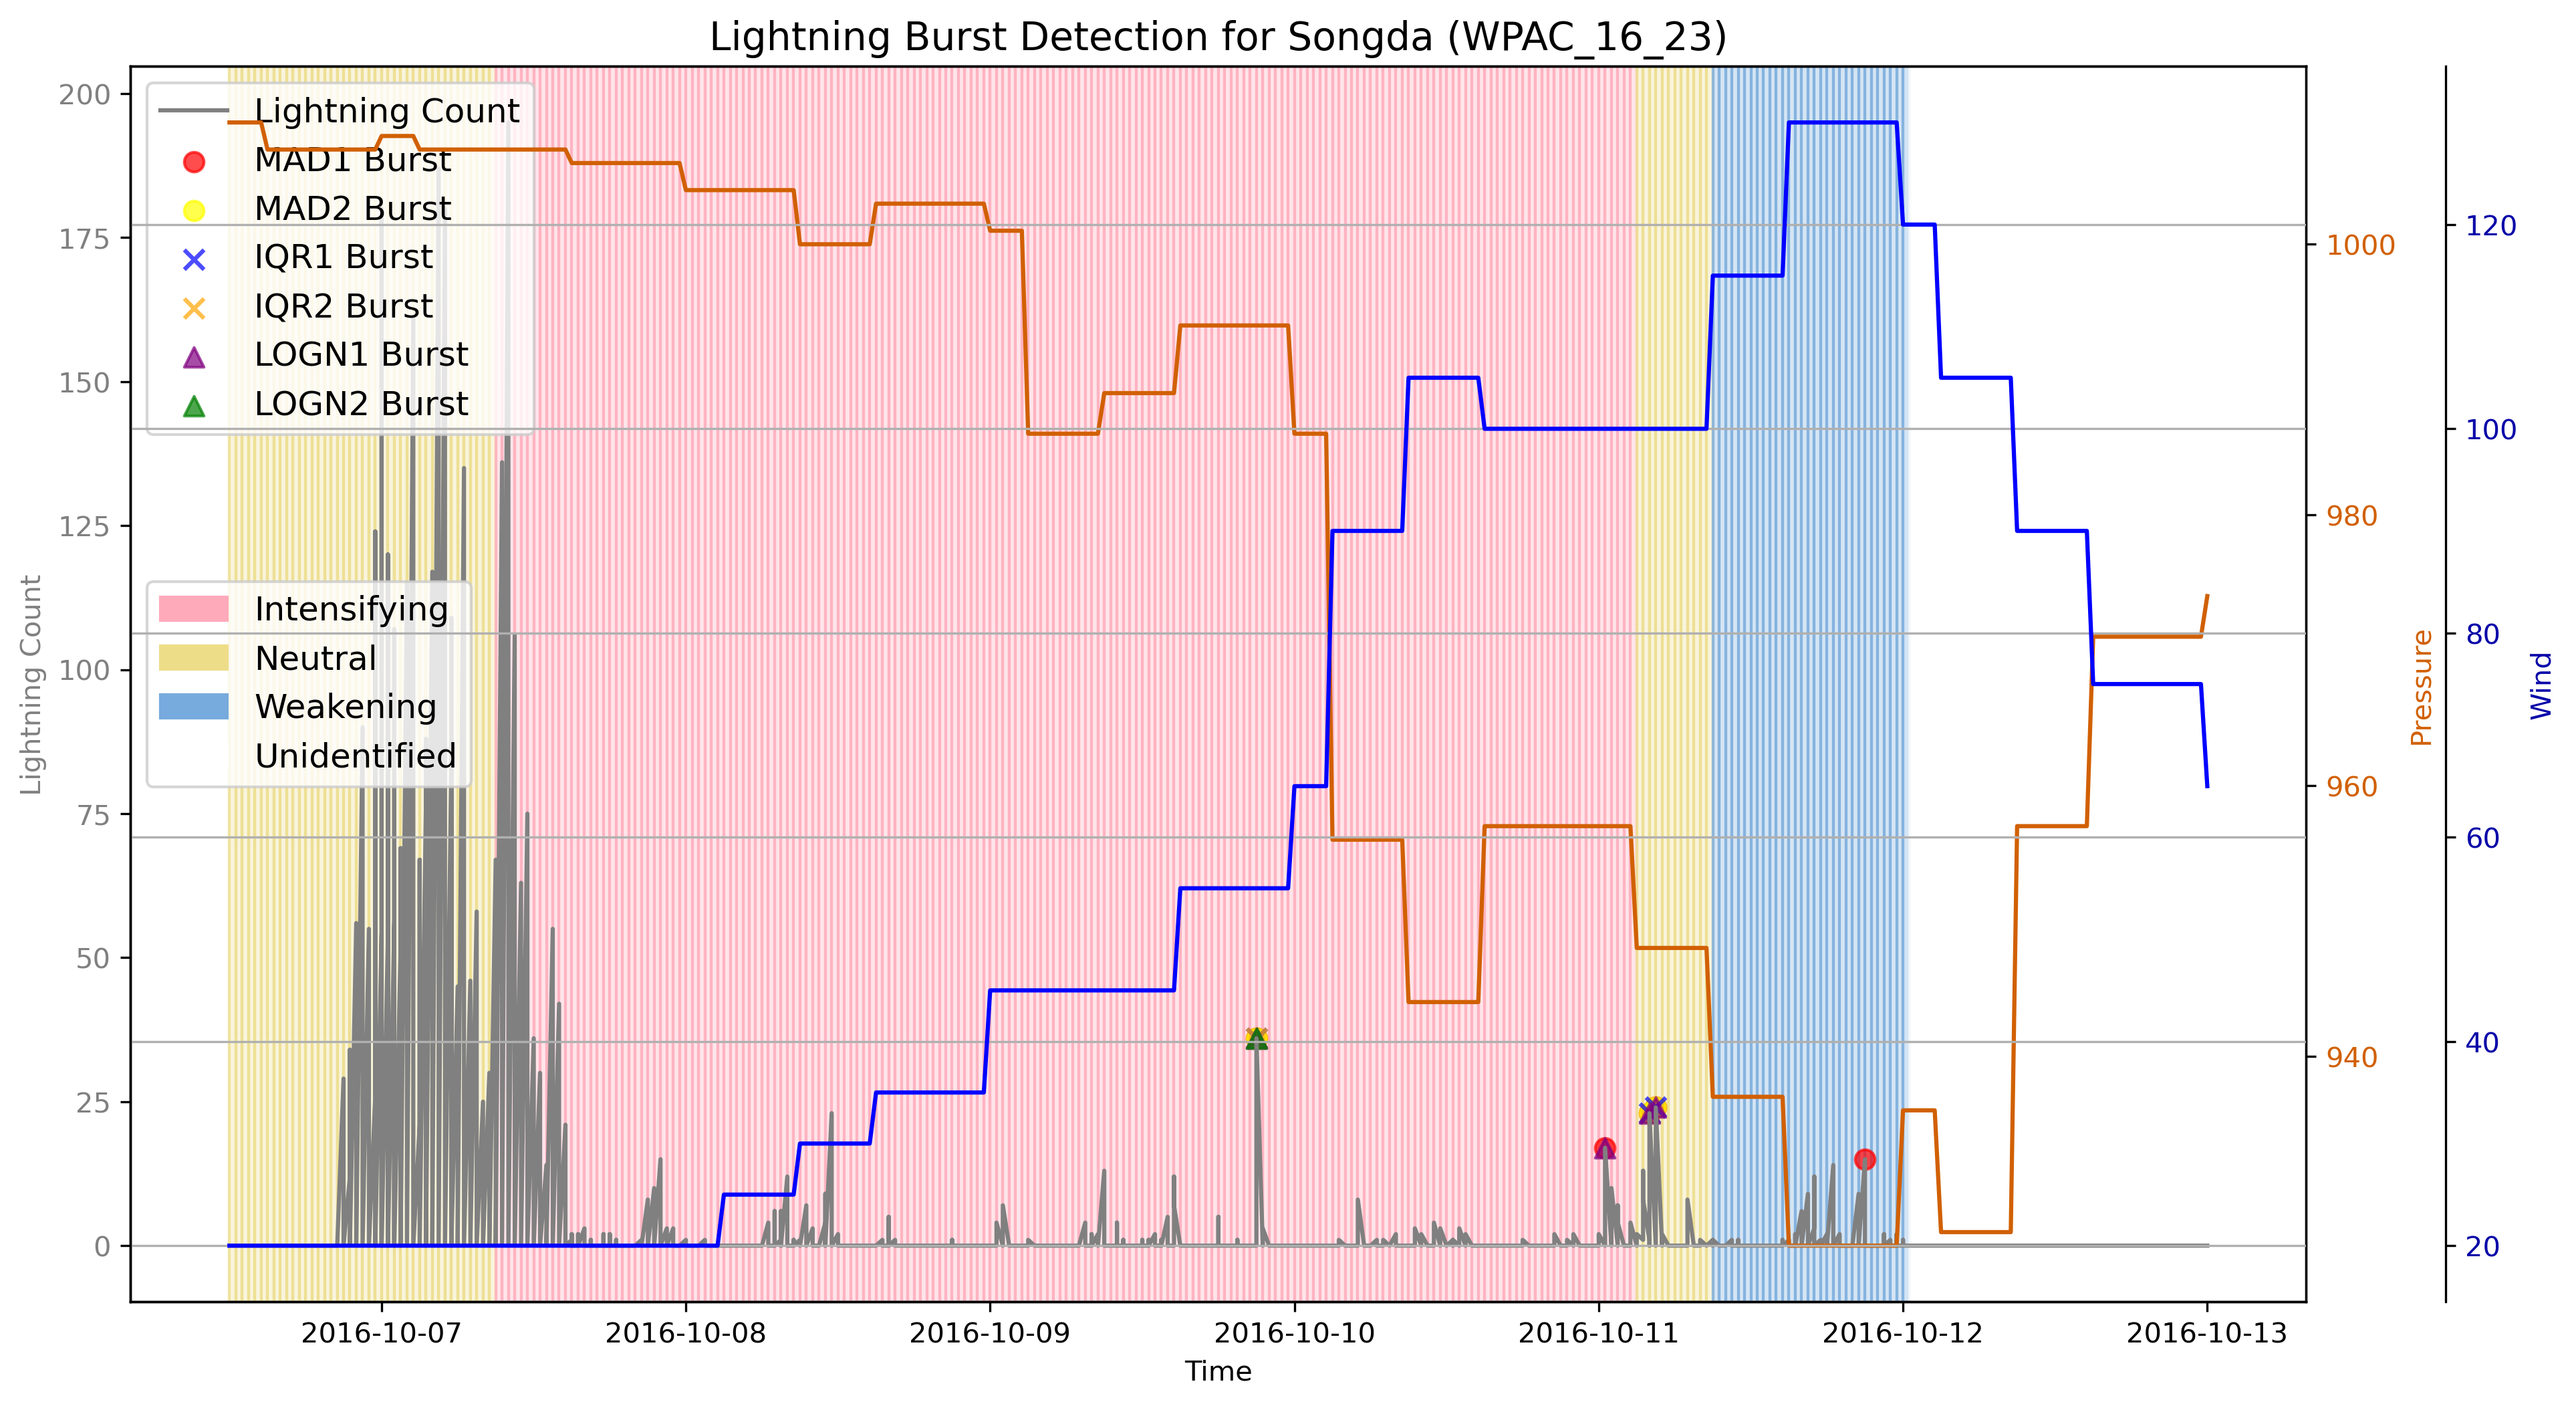 Lightning Burst Detection for Songda (WPAC_16_23)
Lightning Count
MAD1 Burst
MAD2 Burst
IQR1 Burst
IQR2 Burst
LOGN1 Burst
LOGN2 Burst
Intensifying
Neutral
Weakening
Unidentified
200
175
150
125
100
75
50
25
0
Lightning Count
1000
980
960
940
Pressure
120
100
80
60
40
20
Wind
2016-10-07
2016-10-08
2016-10-09
2016-10-10
2016-10-11
2016-10-12
2016-10-13
Time